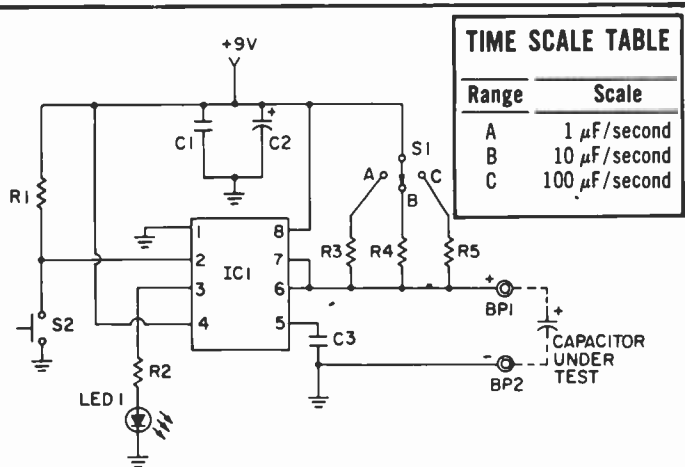 TIME SCALE TABLE
Range Scale
A 1 µF/second
B 10 µF/second
C 100 µF/second
+9V
C1
+
C2
S1
A
C
B
R1
1
8
R3
R4
R5
2
7
IC1
3
6
+
BP1
4
5
S2
C3
+
CAPACITOR
UNDER
TEST
R2
-
BP2
LED1